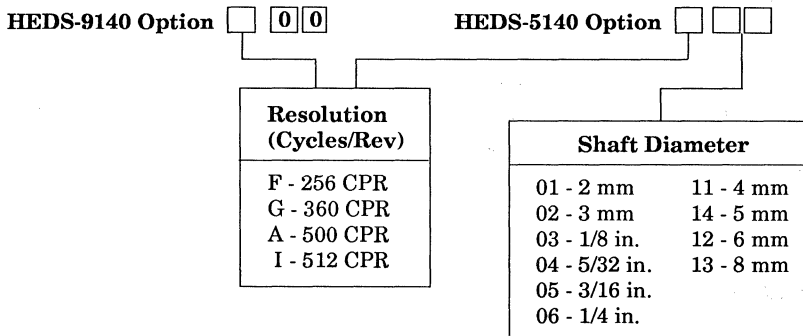 HEDS-9140 Option 0 0 HEDS-5140 Option
Resolution
(Cycles/Rev)
F - 256 CPR
G - 360 CPR
A - 500 CPR
I - 512 CPR
Shaft Diameter
01 - 2 mm 11 - 4 mm
02 - 3 mm 14 - 5 mm
03 - 1/8 in. 12 - 6 mm
04 - 5/32 in. 13 - 8 mm
05 - 3/16 in.
06 - 1/4 in.